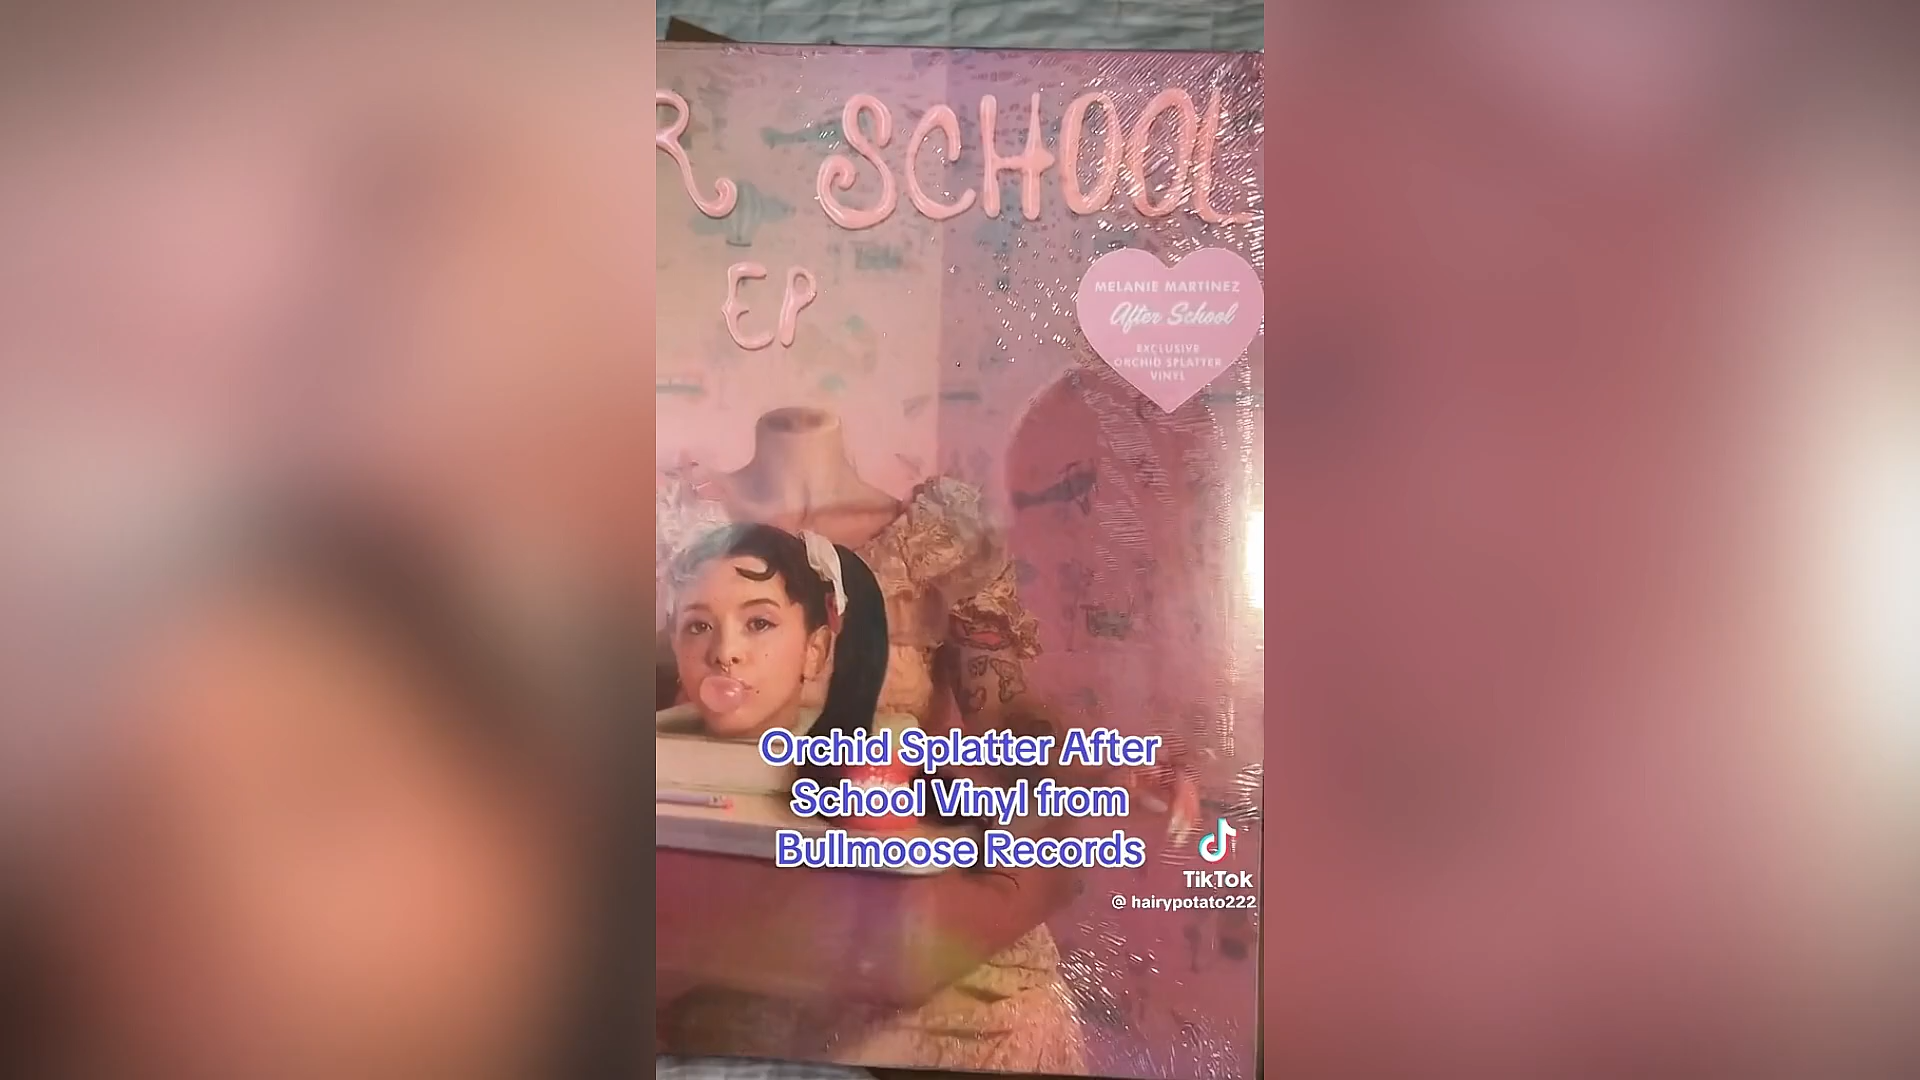 R SCHOOL
EP
MELANIE MARTINEZ
After School
EXCLUSIVE
ORCHID SPLATTER
VINYL
Orchid Splatter After
School Vinyl from
Bullmoose Records
TikTok
@ hairypotato222